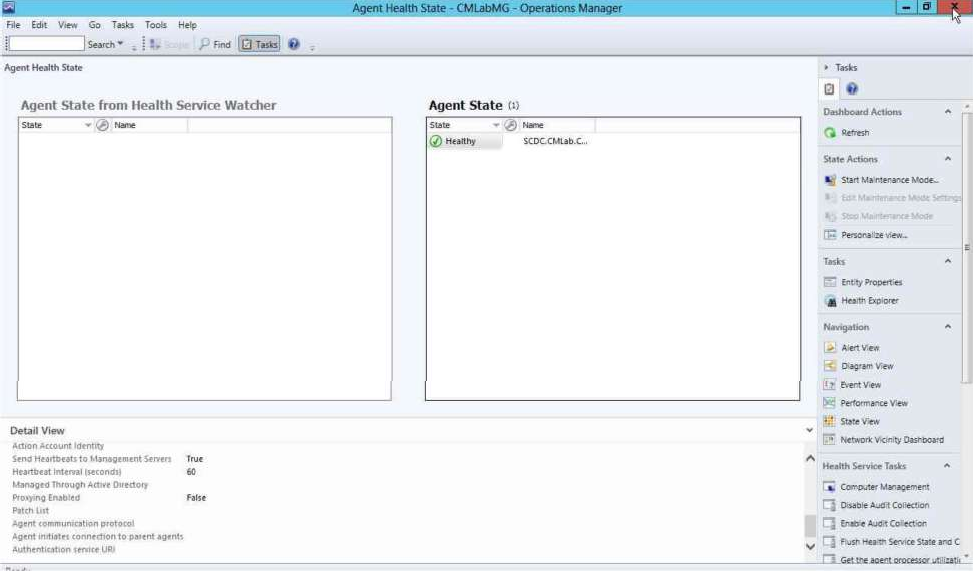 Agent Health State - CMLabMG - Operations Manager
File Edit View Go Tasks Tools Help
Search Scope Find Tasks
Agent Health State
Agent State from Health Service Watcher
State Name
Agent State (1)
State Name
Healthy SCDC.CMLab.C...
Detail View
Action Account Identity
Send Heartbeats to Management Servers True
Heartbeat Interval (seconds) 60
Managed Through Active Directory
Proxying Enabled False
Patch List
Agent communication protocol
Agent initiates connection to parent agents
Authentication service URI
Ready
Tasks
Dashboard Actions
Refresh
State Actions
Start Maintenance Mode...
Edit Maintenance Mode Settings
Stop Maintenance Mode
Personalize view...
Tasks
Entity Properties
Health Explorer
Navigation
Alert View
Diagram View
Event View
Performance View
State View
Network Vicinity Dashboard
Health Service Tasks
Computer Management
Disable Audit Collection
Enable Audit Collection
Flush Health Service State and C
Get the agent processor utilizati